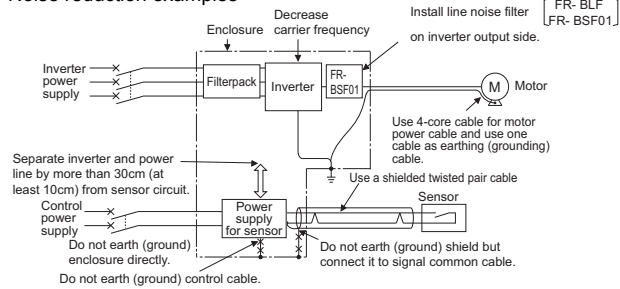 Noise reduction examples
Decrease
carrier frequency
Enclosure
Install line noise filter
on inverter output side.
FR- BLF
FR- BSF01
Inverter
power
supply
Filterpack
Inverter
FR-
BSF01
M
Motor
Use 4-core cable for motor
power cable and use one
cable as earthing (grounding)
cable.
Separate inverter and power
line by more than 30cm (at
least 10cm) from sensor circuit.
Use a shielded twisted pair cable
Control
power
supply
Power
supply
for sensor
Sensor
Do not earth (ground)
enclosure directly.
Do not earth (ground) shield but
connect it to signal common cable.
Do not earth (ground) control cable.